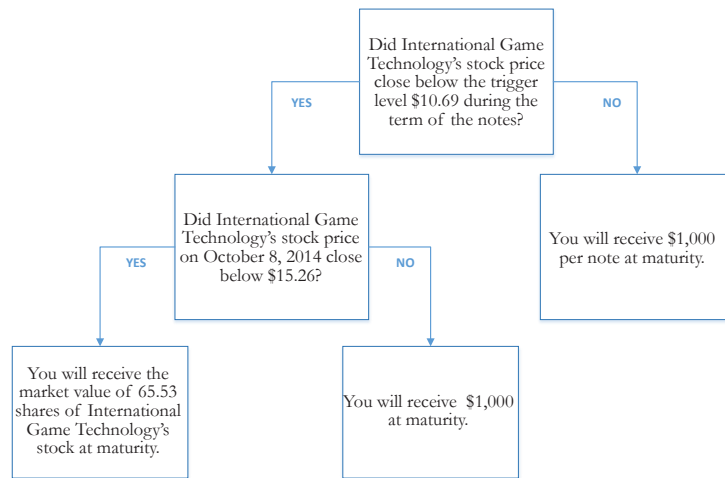 Did International Game
Technology's stock price
close below the trigger
level $10.69 during the
term of the notes?
YES
NO
Did International Game
Technology's stock price
on October 8, 2014 close
below $15.26?
You will receive $1,000
per note at maturity.
YES
NO
You will receive the
market value of 65.53
shares of International
Game Technology's
stock at maturity.
You will receive $1,000
at maturity.